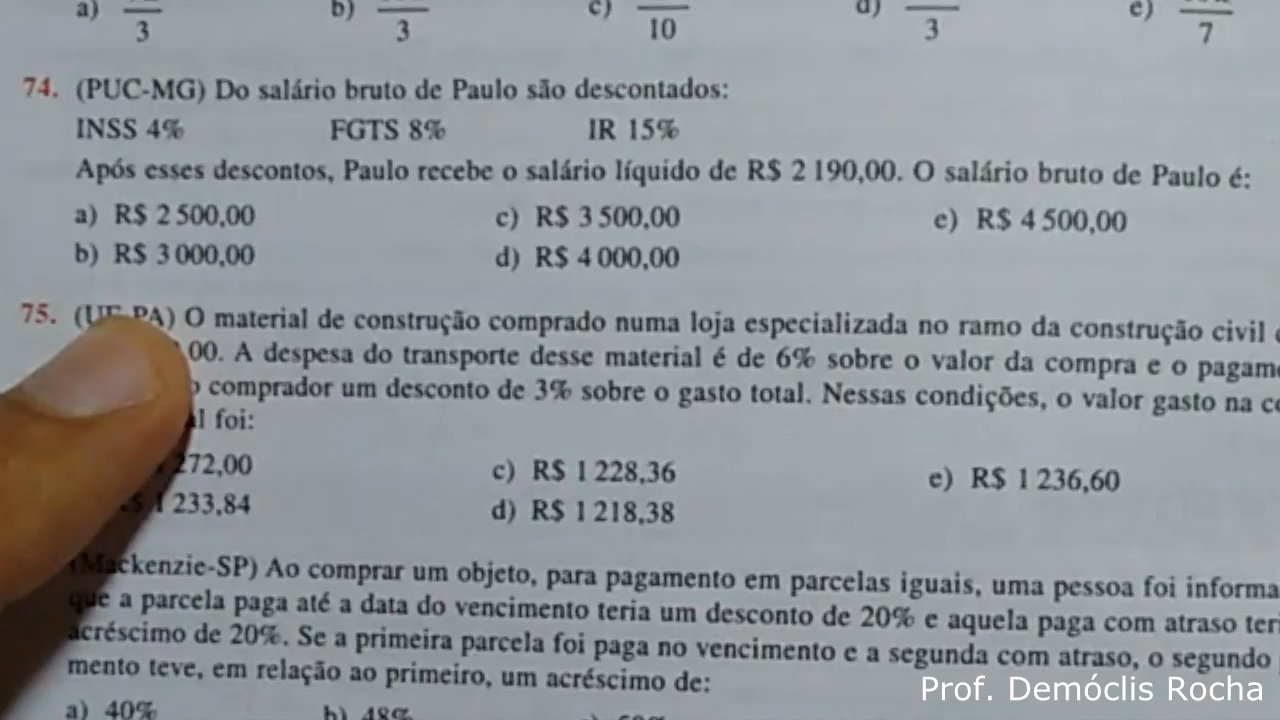 a) 3 b) 3 c) 10 d) 3 e) 7
74. (PUC-MG) Do salário bruto de Paulo são descontados:
INSS 4% FGTS 8% IR 15%
Após esses descontos, Paulo recebe o salário líquido de R$ 2 190,00. O salário bruto de Paulo é:
a) R$ 2 500,00 c) R$ 3 500,00 e) R$ 4 500,00
b) R$ 3 000,00 d) R$ 4 000,00
75. (UF-PA) O material de construção comprado numa loja especializada no ramo da construção civil
00. A despesa do transporte desse material é de 6% sobre o valor da compra e o pagam
comprador um desconto de 3% sobre o gasto total. Nessas condições, o valor gasto na
l foi:
272,00 c) R$ 1 228,36 e) R$ 1 236,60
1 233,84 d) R$ 1 218,38
(Mackenzie-SP) Ao comprar um objeto, para pagamento em parcelas iguais, uma pessoa foi informa
que a parcela paga até a data do vencimento teria um desconto de 20% e aquela paga com atraso teri
acréscimo de 20%. Se a primeira parcela foi paga no vencimento e a segunda com atraso, o segundo
mento teve, em relação ao primeiro, um acréscimo de:
a) 40% b) 48%
Prof. Demóclis Rocha